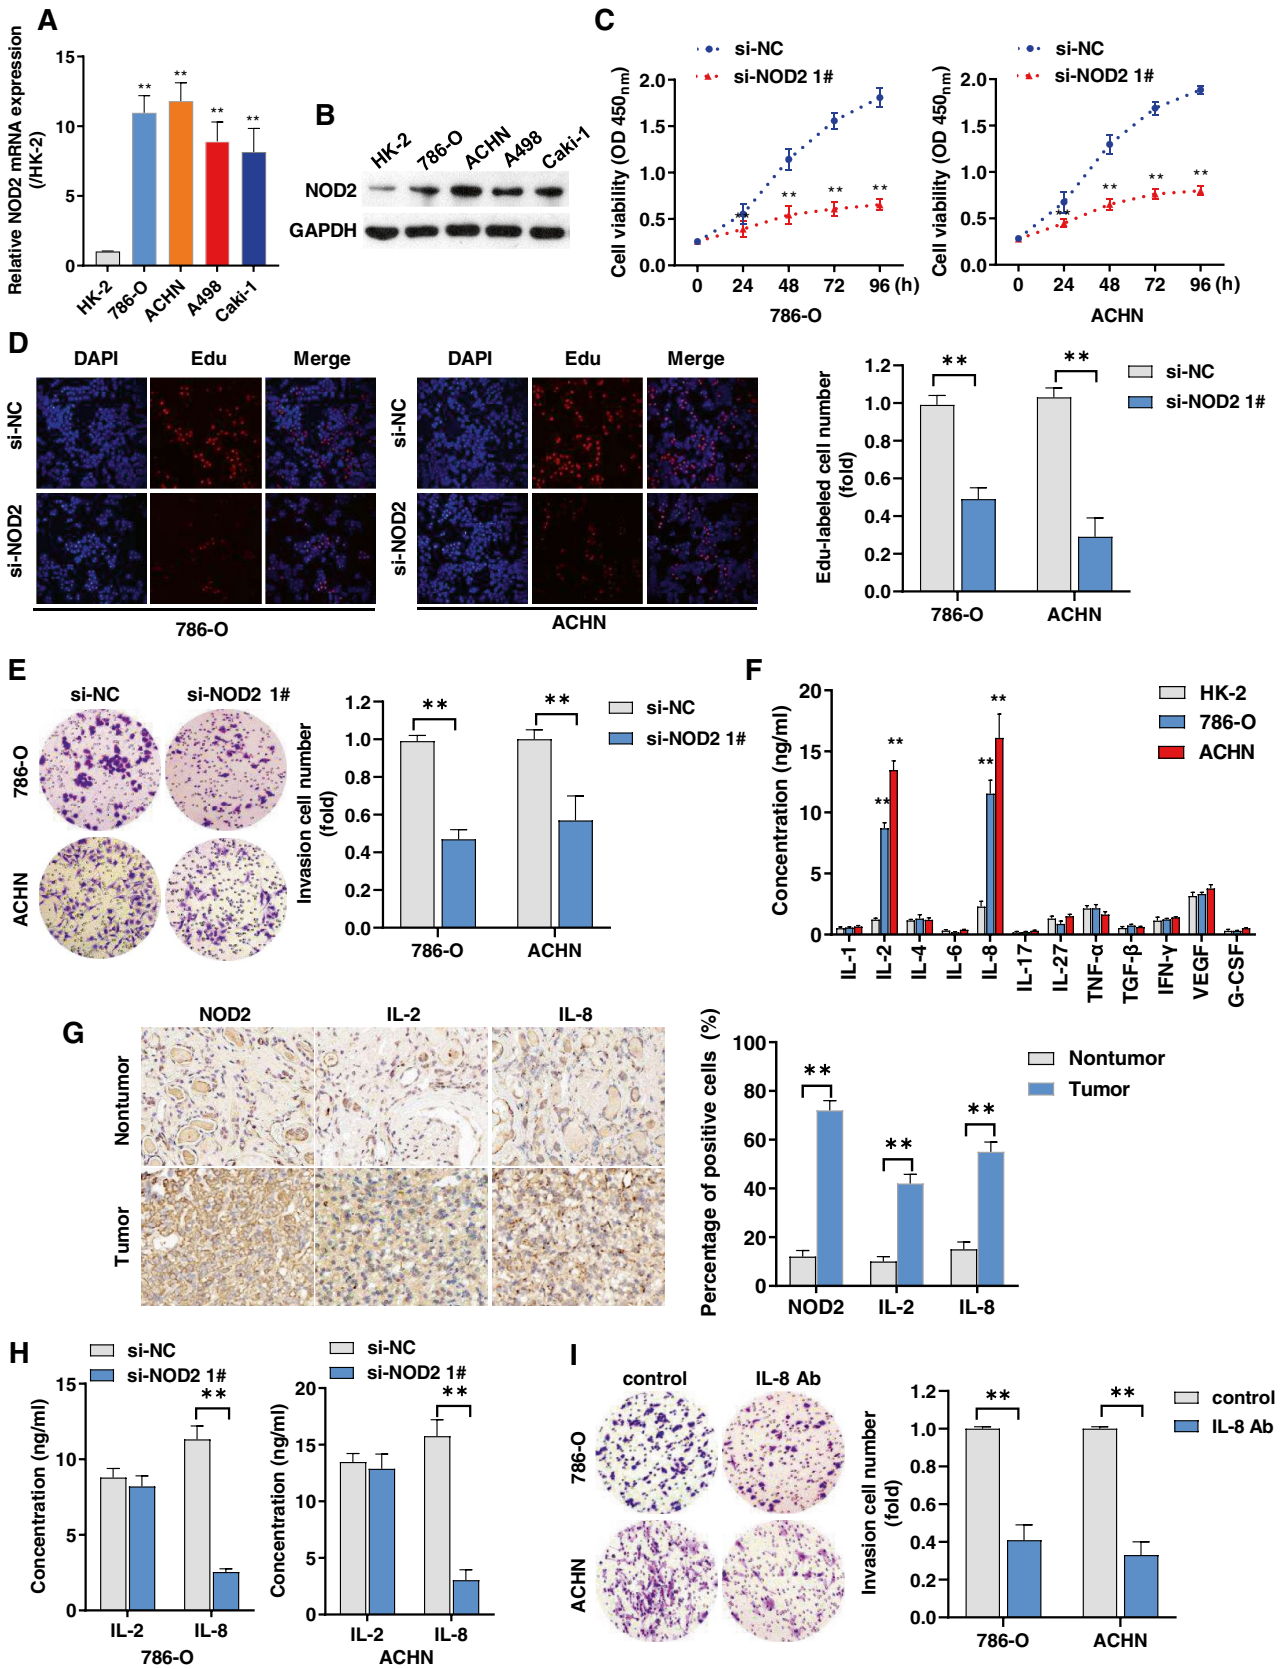 A
Relative NOD2 mRNA expression
(/HK-2)
15
10
5
0
**
**
**
**
HK-2
786-O
ACHN
A498
Caki-1
B
HK-2
786-O
ACHN
A498
Caki-1
NOD2
GAPDH
C
si-NC
si-NOD2 1#
Cell viability (OD 450nm)
2.0
1.5
1.0
0.5
0.0
**
**
**
**
0 24 48 72 96 (h)
786-O
si-NC
si-NOD2 1#
Cell viability (OD 450nm)
2.0
1.5
1.0
0.5
0.0
**
**
**
**
0 24 48 72 96 (h)
ACHN
D
DAPI Edu Merge
si-NC
si-NOD2
786-O
DAPI Edu Merge
si-NC
si-NOD2
ACHN
Edu-labeled cell number
(fold)
1.2
1.0
0.8
0.6
0.4
0.2
0.0
**
**
786-O ACHN
si-NC
si-NOD2 1#
E
si-NC si-NOD2 1#
786-O
ACHN
Invasion cell number
(fold)
1.2
1.0
0.8
0.6
0.4
0.2
0.0
**
**
786-O ACHN
si-NC
si-NOD2 1#
F
Concentration (ng/ml)
20
15
10
5
0
**
**
**
**
HK-2
786-O
ACHN
IL-1
IL-2
IL-4
IL-6
IL-8
IL-17
IL-27
TNF-α
TGF-β
IFN-γ
VEGF
G-CSF
G
NOD2 IL-2 IL-8
Nontumor
Tumor
Percentage of positive cells (%)
100
80
60
40
20
0
**
**
**
NOD2 IL-2 IL-8
Nontumor
Tumor
H
si-NC
si-NOD2 1#
Concentration (ng/ml)
15
10
5
0
**
IL-2 IL-8
786-O
si-NC
si-NOD2 1#
Concentration (ng/ml)
20
15
10
5
0
**
IL-2 IL-8
ACHN
I
control IL-8 Ab
786-O
ACHN
Invasion cell number
(fold)
1.2
1.0
0.8
0.6
0.4
0.2
0.0
**
**
786-O ACHN
control
IL-8 Ab